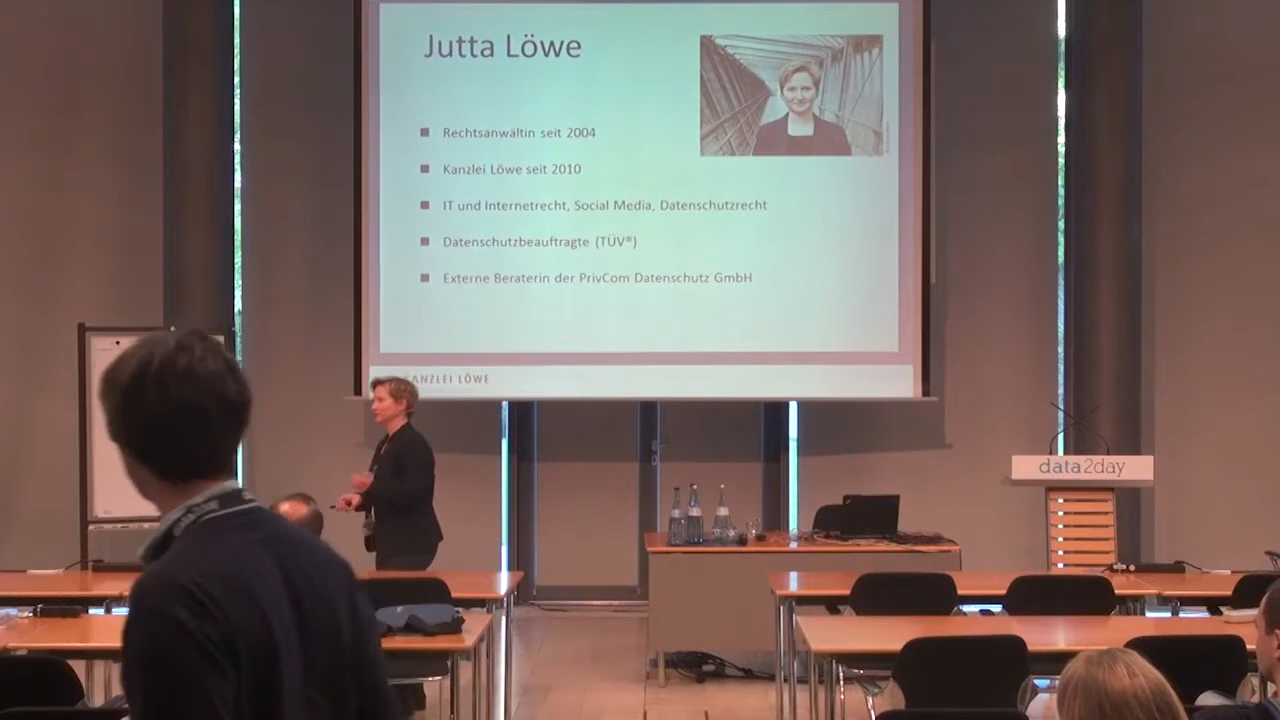 Jutta Löwe
Rechtsanwältin seit 2004
Kanzlei Löwe seit 2010
IT und Internetrecht, Social Media, Datenschutzrecht
Datenschutzbeauftragte (TÜV®)
Externe Beraterin der PrivCom Datenschutz GmbH
KANZLEI LÖWE
data2day